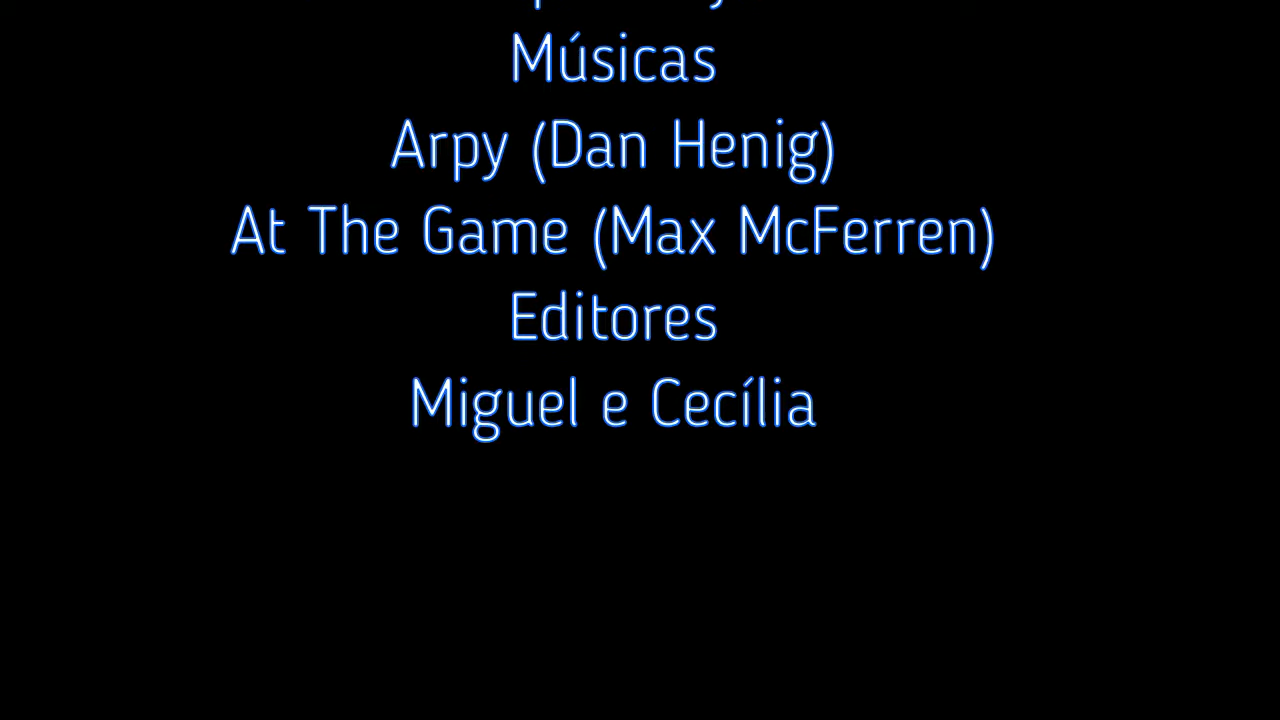 Músicas
Arpy (Dan Henig)
At The Game (Max McFerren)
Editores
Miguel e Cecília